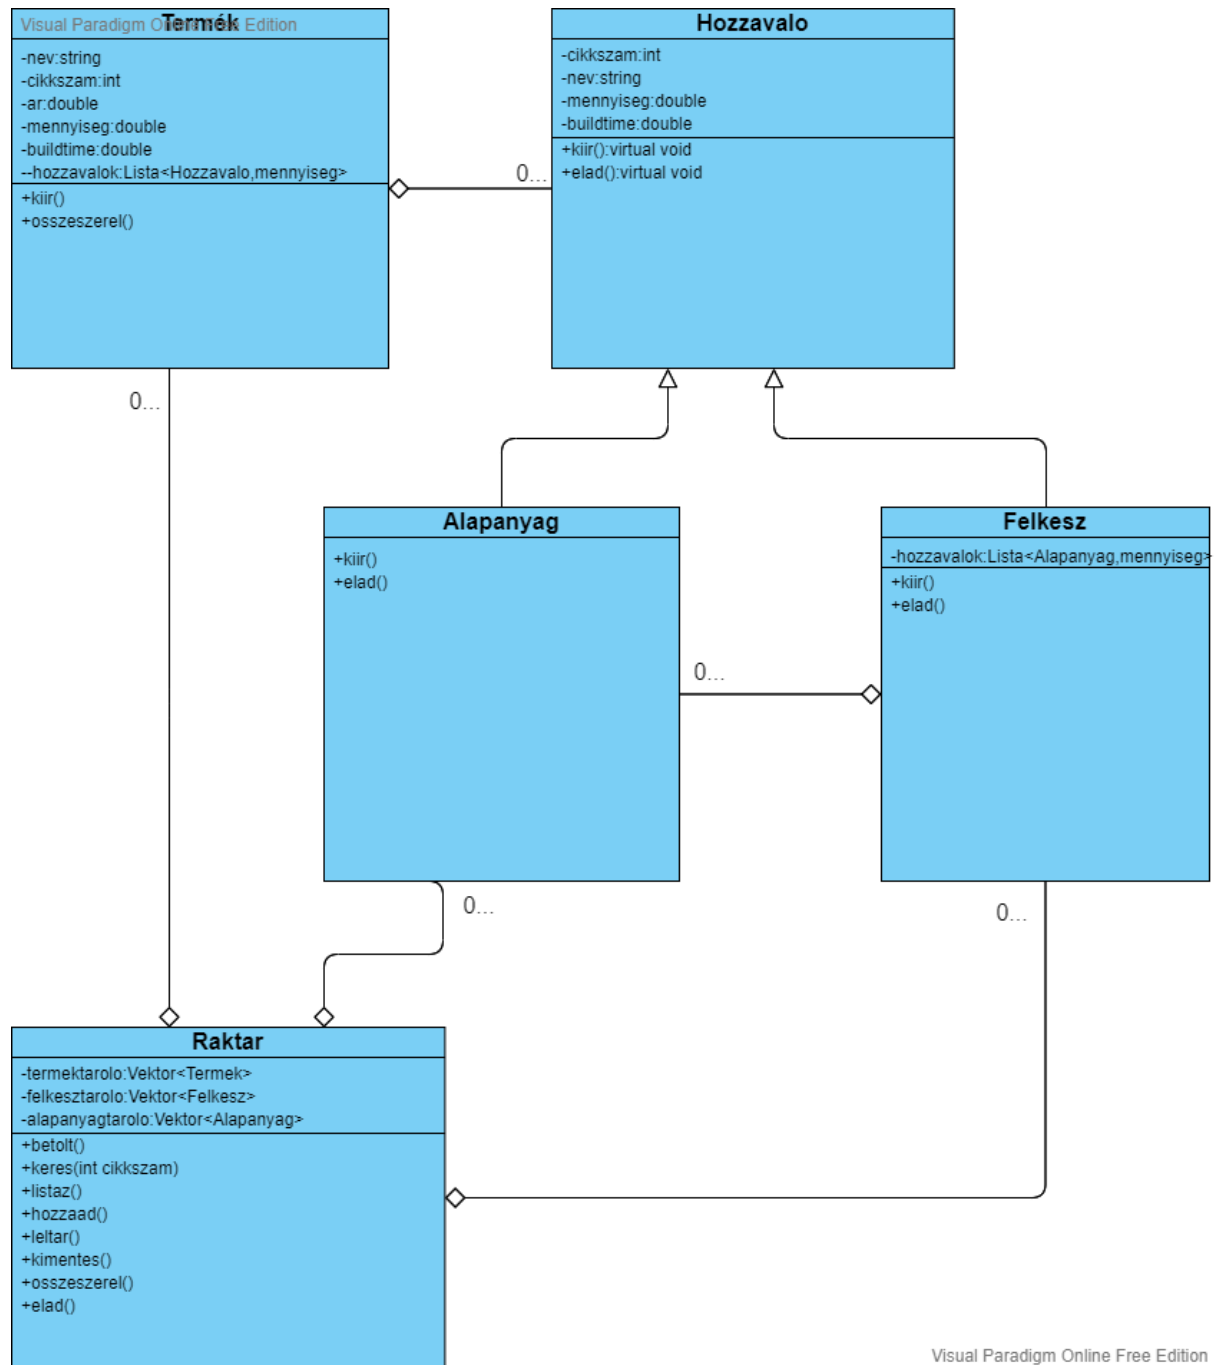 Visual Paradigm Online Free Edition
Termék
-nev:string
-cikkszam:int
-ar:double
-mennyiseg:double
-buildtime:double
--hozzavalok:Lista<Hozzavalo,mennyiseg>
+kiir()
+osszeszerel()
Hozzavalo
-cikkszam:int
-nev:string
-mennyiseg:double
-buildtime:double
+kiir():virtual void
+elad():virtual void
0...
0...
Alapanyag
+kiir()
+elad()
Felkesz
-hozzavalok:Lista<Alapanyag,mennyiseg>
+kiir()
+elad()
0...
0...
0...
Raktar
-termektarolo:Vektor<Termek>
-felkesztarolo:Vektor<Felkesz>
-alapanyagtarolo:Vektor<Alapanyag>
+betolt()
+keres(int cikkszam)
+listaz()
+hozzaad()
+leltar()
+kimentes()
+osszeszerel()
+elad()
Visual Paradigm Online Free Edition